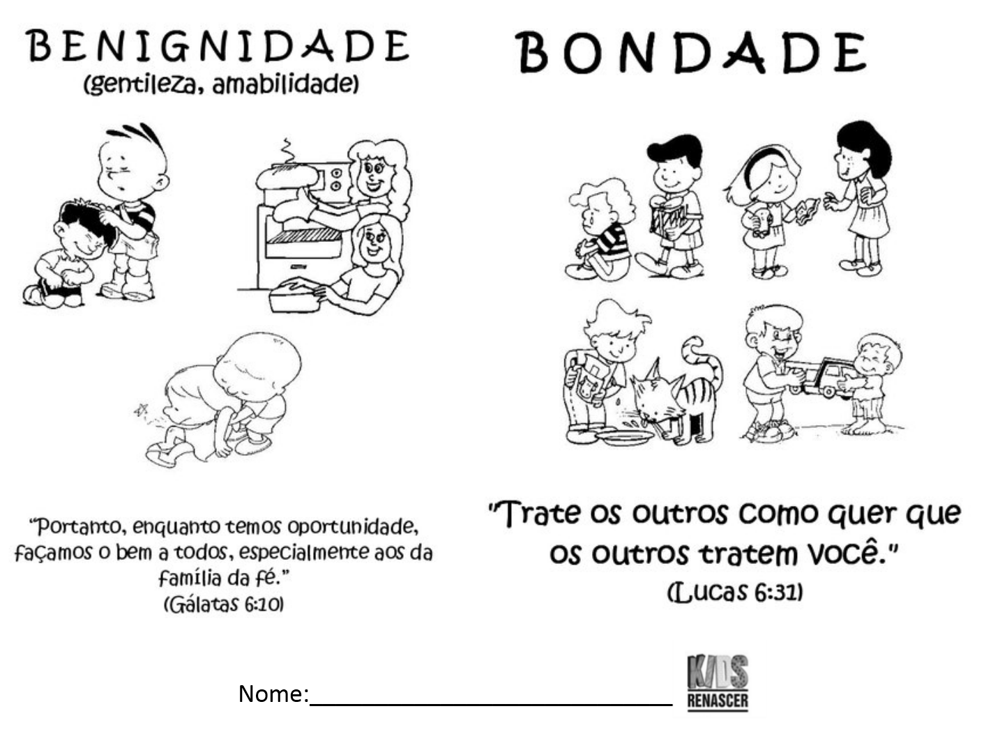 BENIGNIDADE
(gentileza, amabilidade)
“Portanto, enquanto temos oportunidade,
façamos o bem a todos, especialmente aos da
família da fé.”
(Gálatas 6:10)
BONDADE
"Trate os outros como quer que
os outros tratem você."
(Lucas 6:31)
Nome:____________________________
KIDS
RENASCER